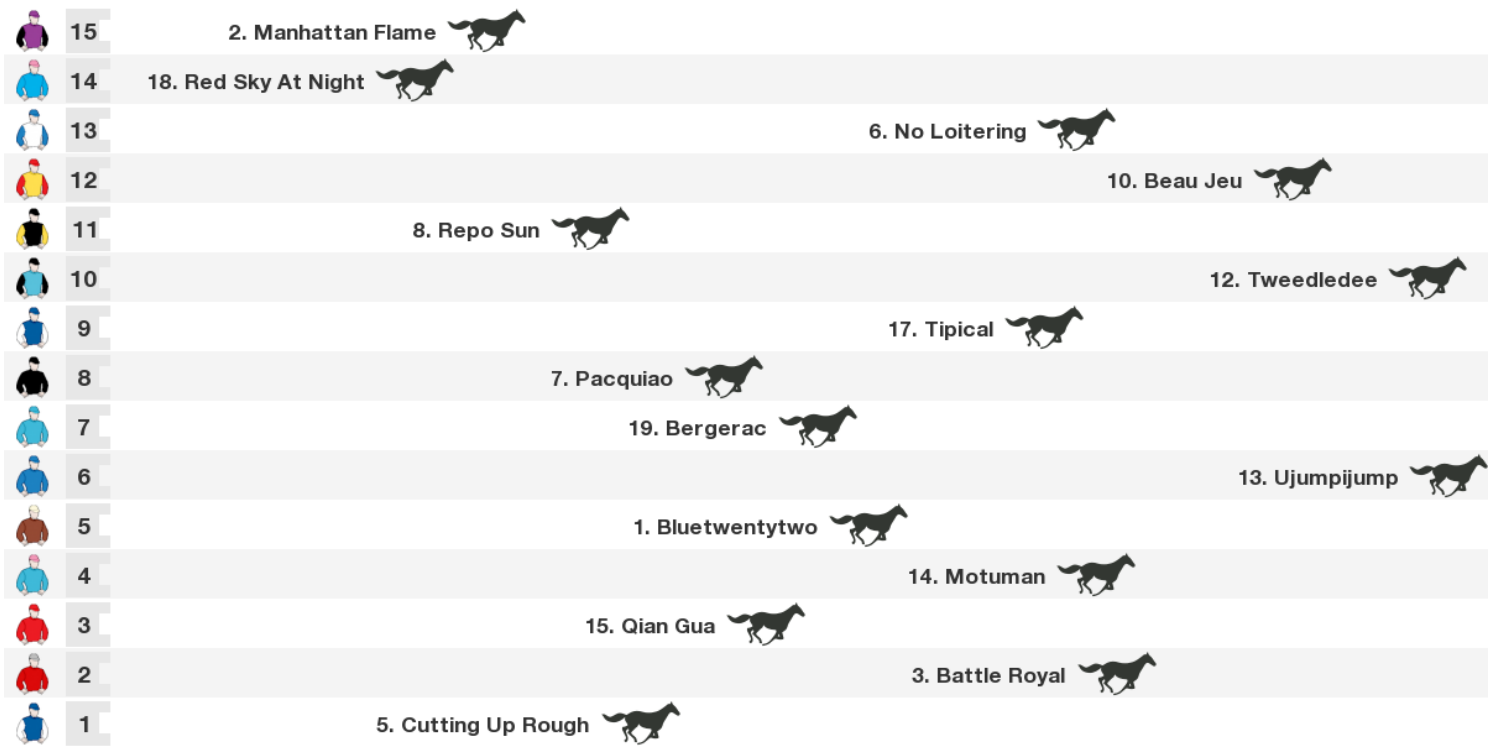 15 2. Manhattan Flame
14 18. Red Sky At Night
13 6. No Loitering
12 10. Beau Jeu
11 8. Repo Sun
10 12. Tweedledee
9 17. Tipical
8 7. Pacquiao
7 19. Bergerac
6 13. Ujumpijump
5 1. Bluetwentytwo
4 14. Motuman
3 15. Qian Gua
2 3. Battle Royal
1 5. Cutting Up Rough